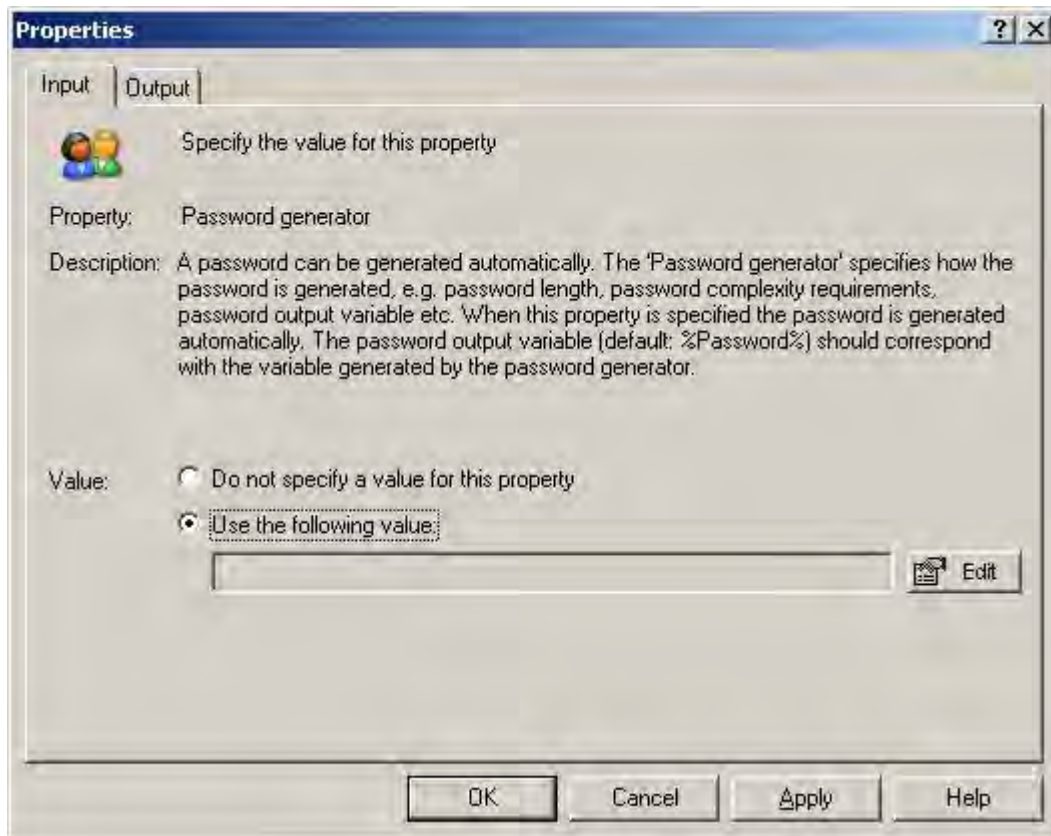 Properties
Input
Output
Specify the value for this property
Property: Password generator
Description: A password can be generated automatically. The 'Password generator' specifies how the
password is generated, e.g. password length, password complexity requirements,
password output variable etc. When this property is specified the password is generated
automatically. The password output variable (default: %Password%) should correspond
with the variable generated by the password generator.
Value:
Do not specify a value for this property
Use the following value:
Edit
OK
Cancel
Apply
Help